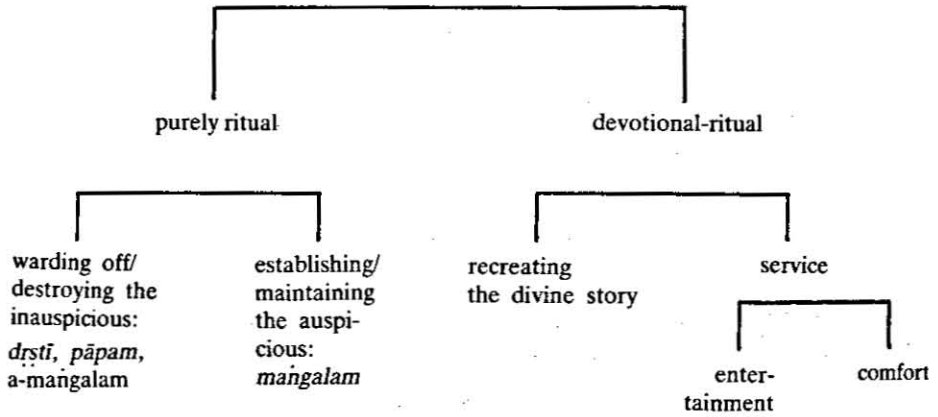 purely ritual
devotional-ritual
warding off/
destroying the
inauspicious:
dṛṣṭī, pāpam,
a-maṅgalam
establishing/
maintaining
the auspi-
cious:
maṅgalam
recreating
the divine story
service
enter-
tainment
comfort